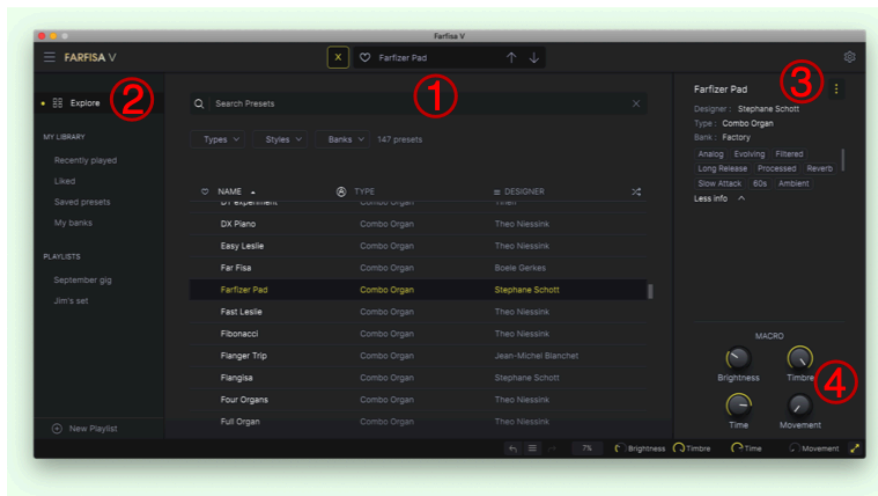 Farfisa V
FARFISA V
X Farfizer Pad
①
② Explore
MY LIBRARY
Recently played
Liked
Saved presets
My banks
PLAYLISTS
September gig
Jim's set
New Playlist
Search Presets
Types Styles Banks 147 presets
NAME TYPE DESIGNER
DX Piano Combo Organ Theo Niessink
Easy Leslie Combo Organ Theo Niessink
Far Fisa Combo Organ Boele Gerkes
Farfizer Pad Combo Organ Stephane Schott
Fast Leslie Combo Organ Theo Niessink
Fibonacci Combo Organ Theo Niessink
Flanger Trip Combo Organ Jean-Michel Blanchet
Flangisa Combo Organ Stephane Schott
Four Organs Combo Organ Theo Niessink
Full Organ Combo Organ Theo Niessink
③
Farfizer Pad
Designer : Stephane Schott
Type : Combo Organ
Bank : Factory
Analog Evolving Filtered
Long Release Processed Reverb
Slow Attack 60s Ambient
Less info
MACRO
Brightness Timbre
④
Time Movement
7% Brightness Timbre Time Movement